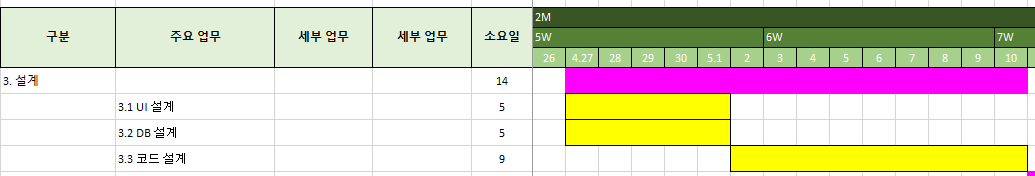 2M
구분 주요 업무 세부 업무 세부 업무 소요일
5W 6W 7W
26 4.27 28 29 30 5.1 2 3 4 5 6 7 8 9 10
3. 설계 14
3.1 UI 설계 5
3.2 DB 설계 5
3.3 코드 설계 9